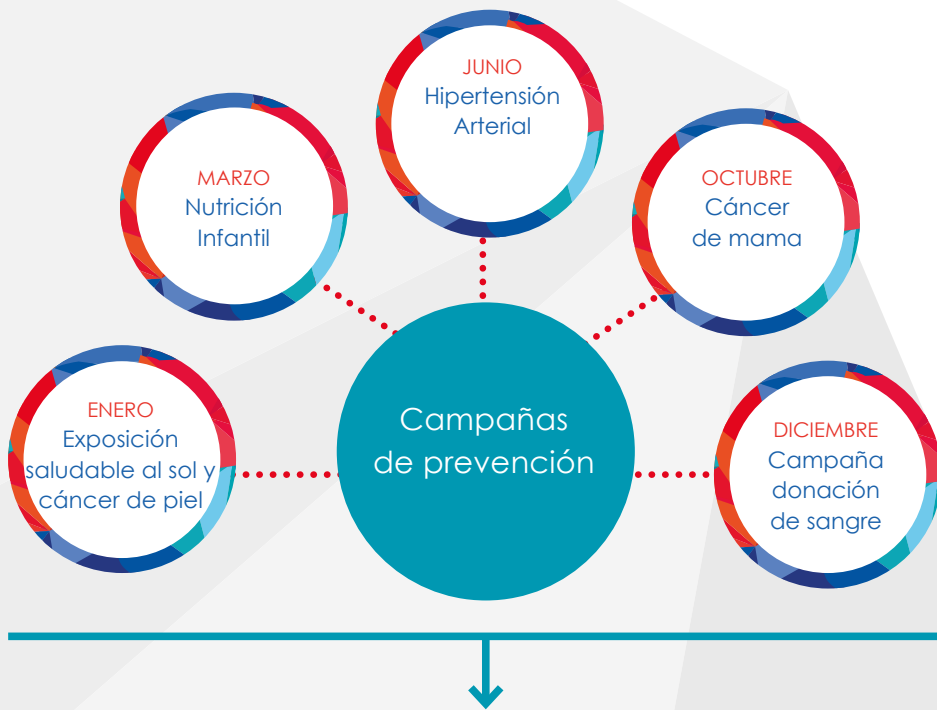 JUNIO
Hipertensión
Arterial
MARZO
Nutrición
Infantil
OCTUBRE
Cáncer
de mama
ENERO
Exposición
saludable al sol y
cáncer de piel
Campañas
de prevención
DICIEMBRE
Campaña
donación
de sangre